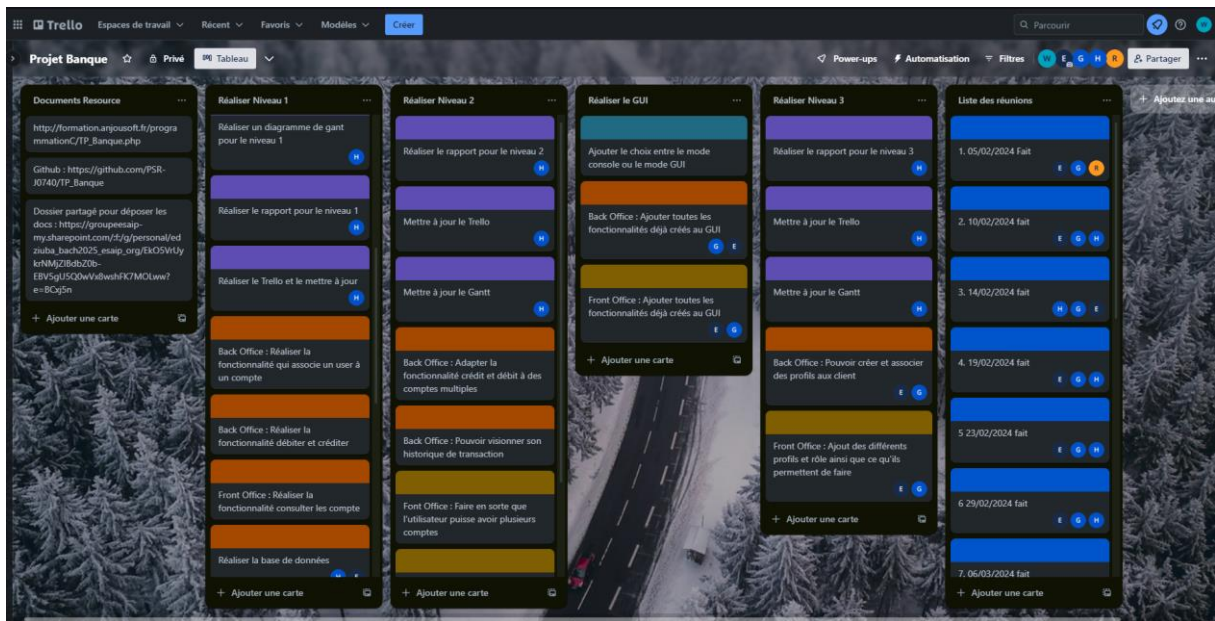 Trello Espaces de travail Récent Favoris Modèles Créer Parcourir
Projet Banque Privé Tableau Power-ups Automatisation Filtres W E G H R Partager
Documents Resource
http://formation.anjousoft.fr/progra
mmationC/TP_Banque.php
Github : https://github.com/PSR-
J0740/TP_Banque
Dossier partagé pour déposer les
docs : https://groupeesaip-
my.sharepoint.com/:f:/g/personal/ed
ziuba_bach2025_esaip_org/
e=BCxj5n
+ Ajouter une carte
Réaliser Niveau 1
Réaliser un diagramme de gant
pour le niveau 1
H
Réaliser le rapport pour le niveau 1
H
Réaliser le Trello et le mettre à jour
H
Back Office : Réaliser la
fonctionnalité qui associe un user à
un compte
Back Office : Réaliser la
fonctionnalité débiter et créditer
Front Office : Réaliser la
fonctionnalité consulter les compte
Réaliser la base de données
H E
+ Ajouter une carte
Réaliser Niveau 2
Réaliser le rapport pour le niveau 2
H
Mettre à jour le Trello
H
Mettre à jour le Gantt
H
Back Office : Adapter la
fonctionnalité crédit et débit à des
comptes multiples
Back Office : Pouvoir visionner son
historique de transaction
Font Office : Faire en sorte que
l'utilisateur puisse avoir plusieurs
comptes
+ Ajouter une carte
Réaliser le GUI
Ajouter le choix entre le mode
console ou le mode GUI
Back Office : Ajouter toutes les
fonctionnalités déjà créés au GUI
G E
Front Office : Ajouter toutes les
fonctionnalités déjà créés au GUI
E G
+ Ajouter une carte
Réaliser Niveau 3
Réaliser le rapport pour le niveau 3
H
Mettre à jour le Trello
H
Mettre à jour le Gantt
H
Back Office : Pouvoir créer et associer
des profils aux client
E G
Front Office : Ajout des différents
profils et rôle ainsi que ce qu'ils
permettent de faire
E G
+ Ajouter une carte
Liste des réunions
1. 05/02/2024 Fait
E G R
2. 10/02/2024 fait
E G H
3. 14/02/2024 fait
H G E
4. 19/02/2024 fait
E G H
5 23/02/2024 fait
E G H
6 29/02/2024 fait
E G H
7. 06/03/2024 fait
+ Ajouter une carte
+ Ajoutez une au